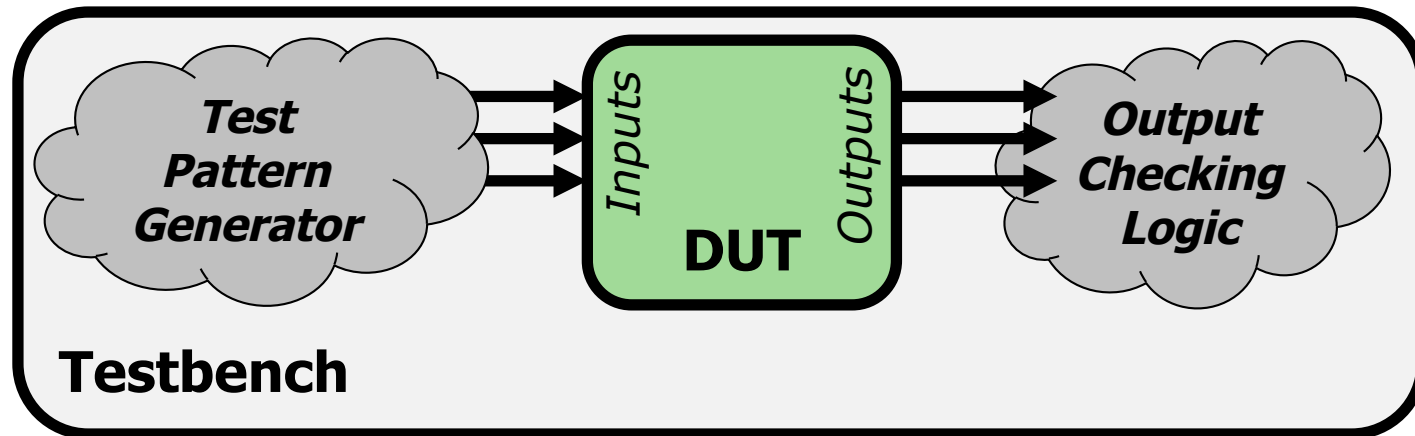 Test
Pattern
Generator
Inputs
DUT
Outputs
Output
Checking
Logic
Testbench